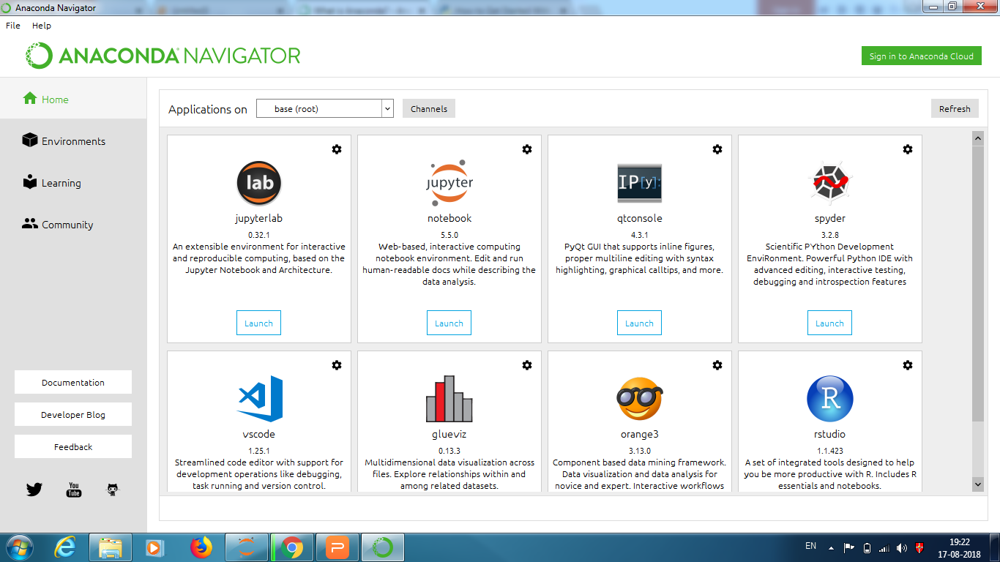 Anaconda Navigator
File Help
ANACONDA NAVIGATOR
Sign in to Anaconda Cloud
Home
Environments
Learning
Community
Documentation
Developer Blog
Feedback
You
Tube
Applications on
base (root)
Channels
Refresh
lab
jupyterlab
0.32.1
An extensible environment for interactive
and reproducible computing, based on the
Jupyter Notebook and Architecture.
Launch
jupyter
notebook
5.5.0
Web-based, interactive computing
notebook environment. Edit and run
human-readable docs while describing the
data analysis.
Launch
IP[y]:
qtconsole
4.3.1
PyQt GUI that supports inline figures,
proper multiline editing with syntax
highlighting, graphical calltips, and more.
Launch
spyder
3.2.8
Scientific PYthon Development
EnviRonment. Powerful Python IDE with
advanced editing, interactive testing,
debugging and introspection features
Launch
vscode
1.25.1
Streamlined code editor with support for
development operations like debugging,
task running and version control.
glueviz
0.13.3
Multidimensional data visualization across
files. Explore relationships within and
among related datasets.
orange3
3.13.0
Component based data mining framework.
Data visualization and data analysis for
novice and expert. Interactive workflows
R
rstudio
1.1.423
A set of integrated tools designed to help
you be more productive with R. Includes R
essentials and notebooks.
EN
19:22
17-08-2018